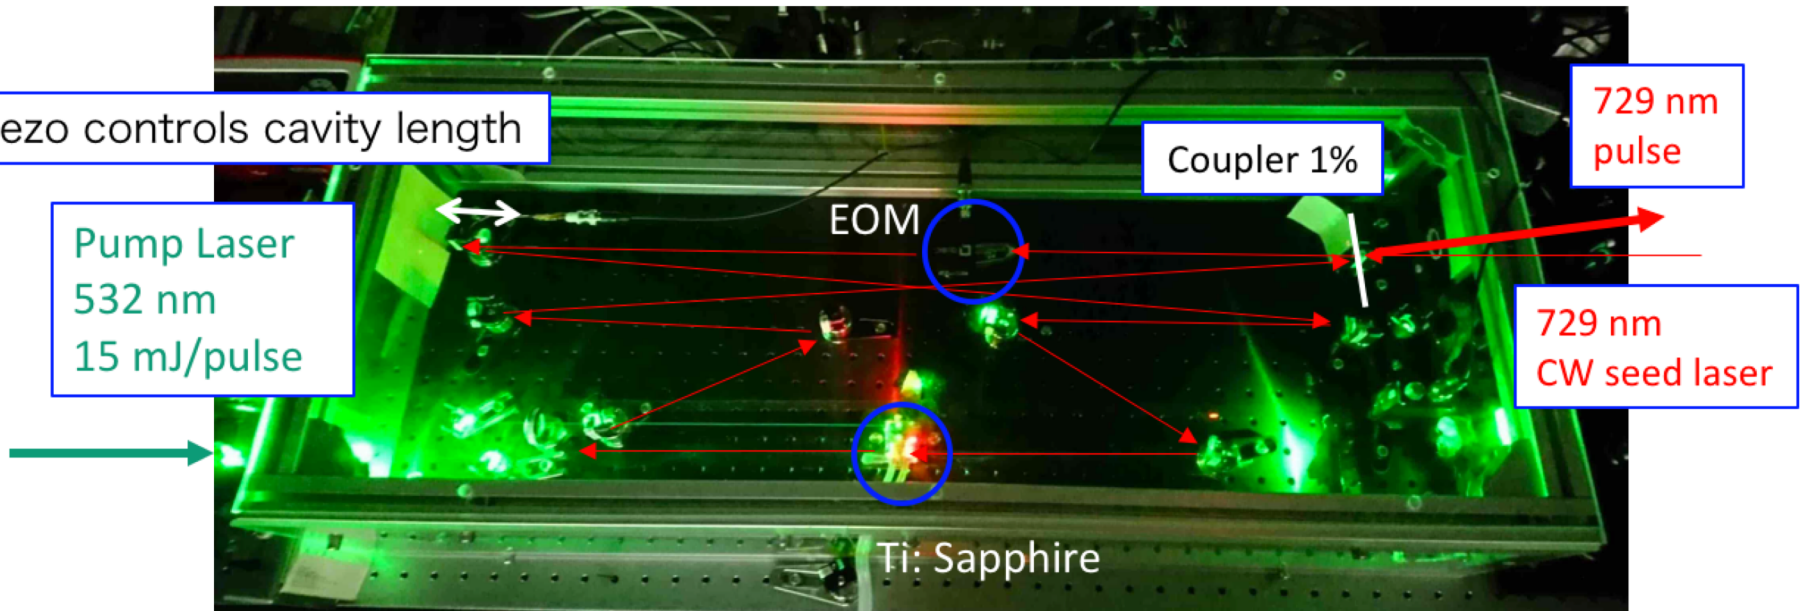 ezo controls cavity length
729 nm
pulse
Coupler 1%
EOM
Pump Laser
532 nm
15 mJ/pulse
729 nm
CW seed laser
Ti: Sapphire